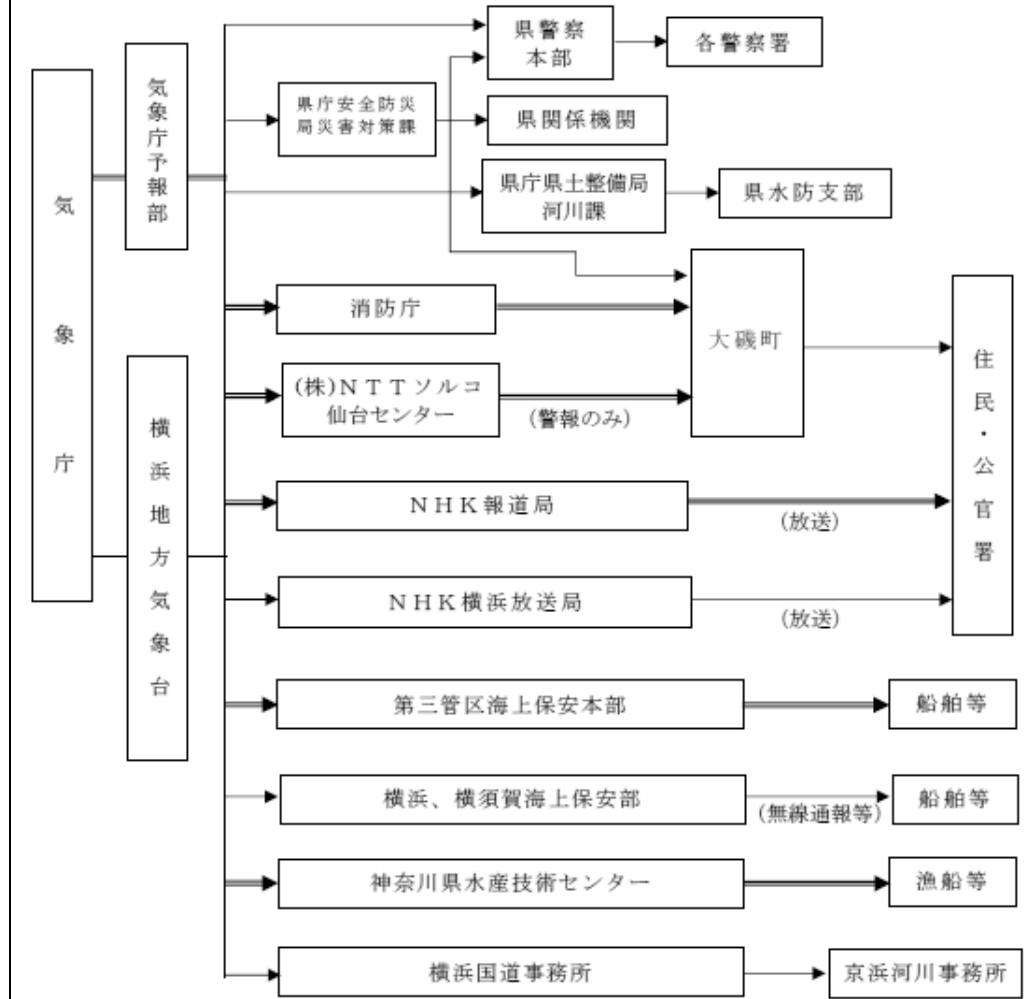 気象庁
気象庁予報部
横浜地方気象台
県警察
本部
各警察署
県庁安全防災
局災害対策課
県関係機関
県庁県土整備局
河川課
県水防支部
消防庁
大磯町
(株)ＮＴＴソルコ
仙台センター
(警報のみ)
住民・公官署
ＮＨＫ報道局
(放送)
ＮＨＫ横浜放送局
(放送)
第三管区海上保安本部
船舶等
横浜、横須賀海上保安部
(無線通報等)
船舶等
神奈川県水産技術センター
漁船等
横浜国道事務所
京浜河川事務所